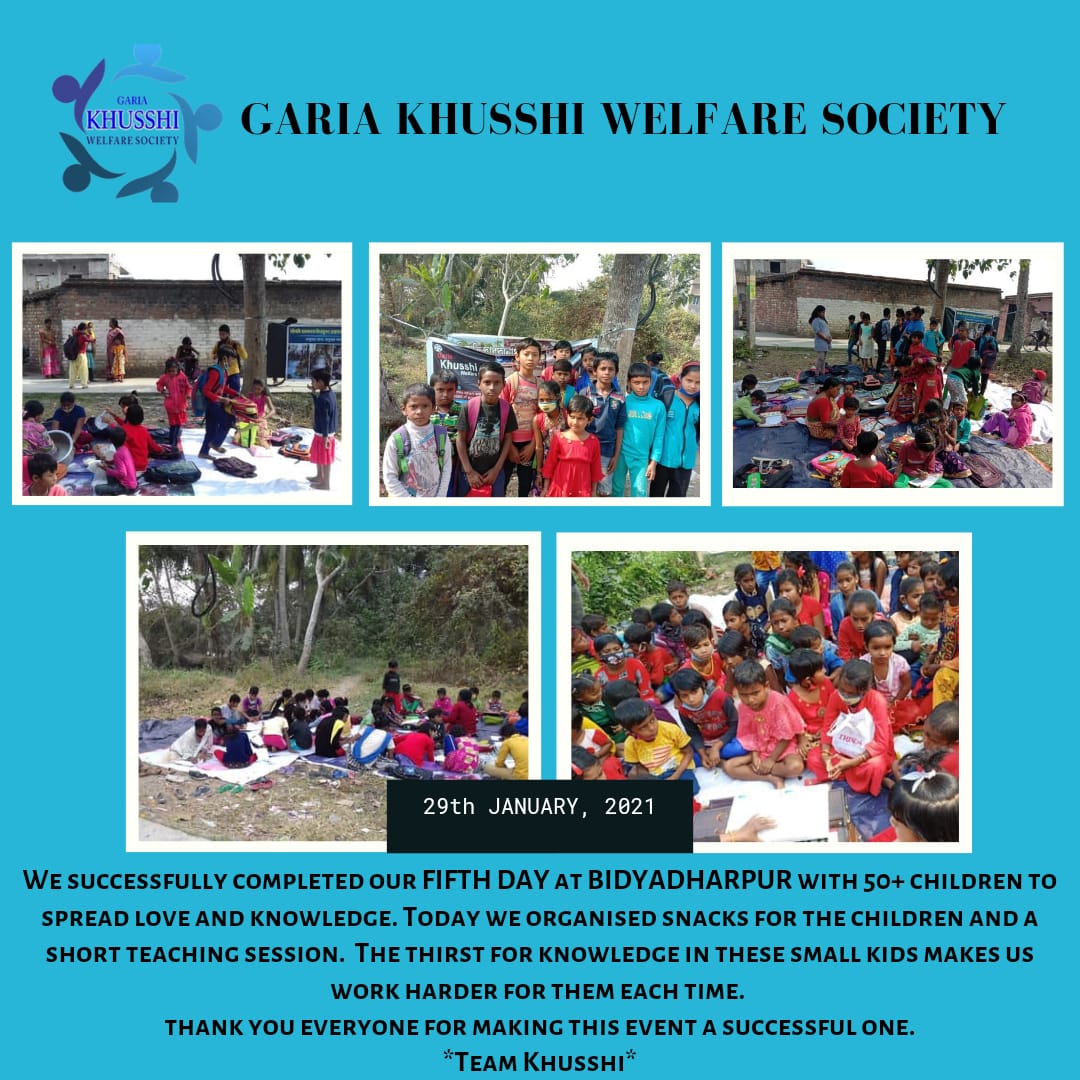 GARIA
KHUSSHI
WELFARE SOCIETY
GARIA KHUSSHI WELFARE SOCIETY
Khusshi
Welfare
29th JANUARY, 2021
WE SUCCESSFULLY COMPLETED OUR FIFTH DAY AT BIDYADHARPUR WITH 50+ CHILDREN TO
SPREAD LOVE AND KNOWLEDGE. TODAY WE ORGANISED SNACKS FOR THE CHILDREN AND A
SHORT TEACHING SESSION. THE THIRST FOR KNOWLEDGE IN THESE SMALL KIDS MAKES US
WORK HARDER FOR THEM EACH TIME.
THANK YOU EVERYONE FOR MAKING THIS EVENT A SUCCESSFUL ONE.
*TEAM KHUSSHI*